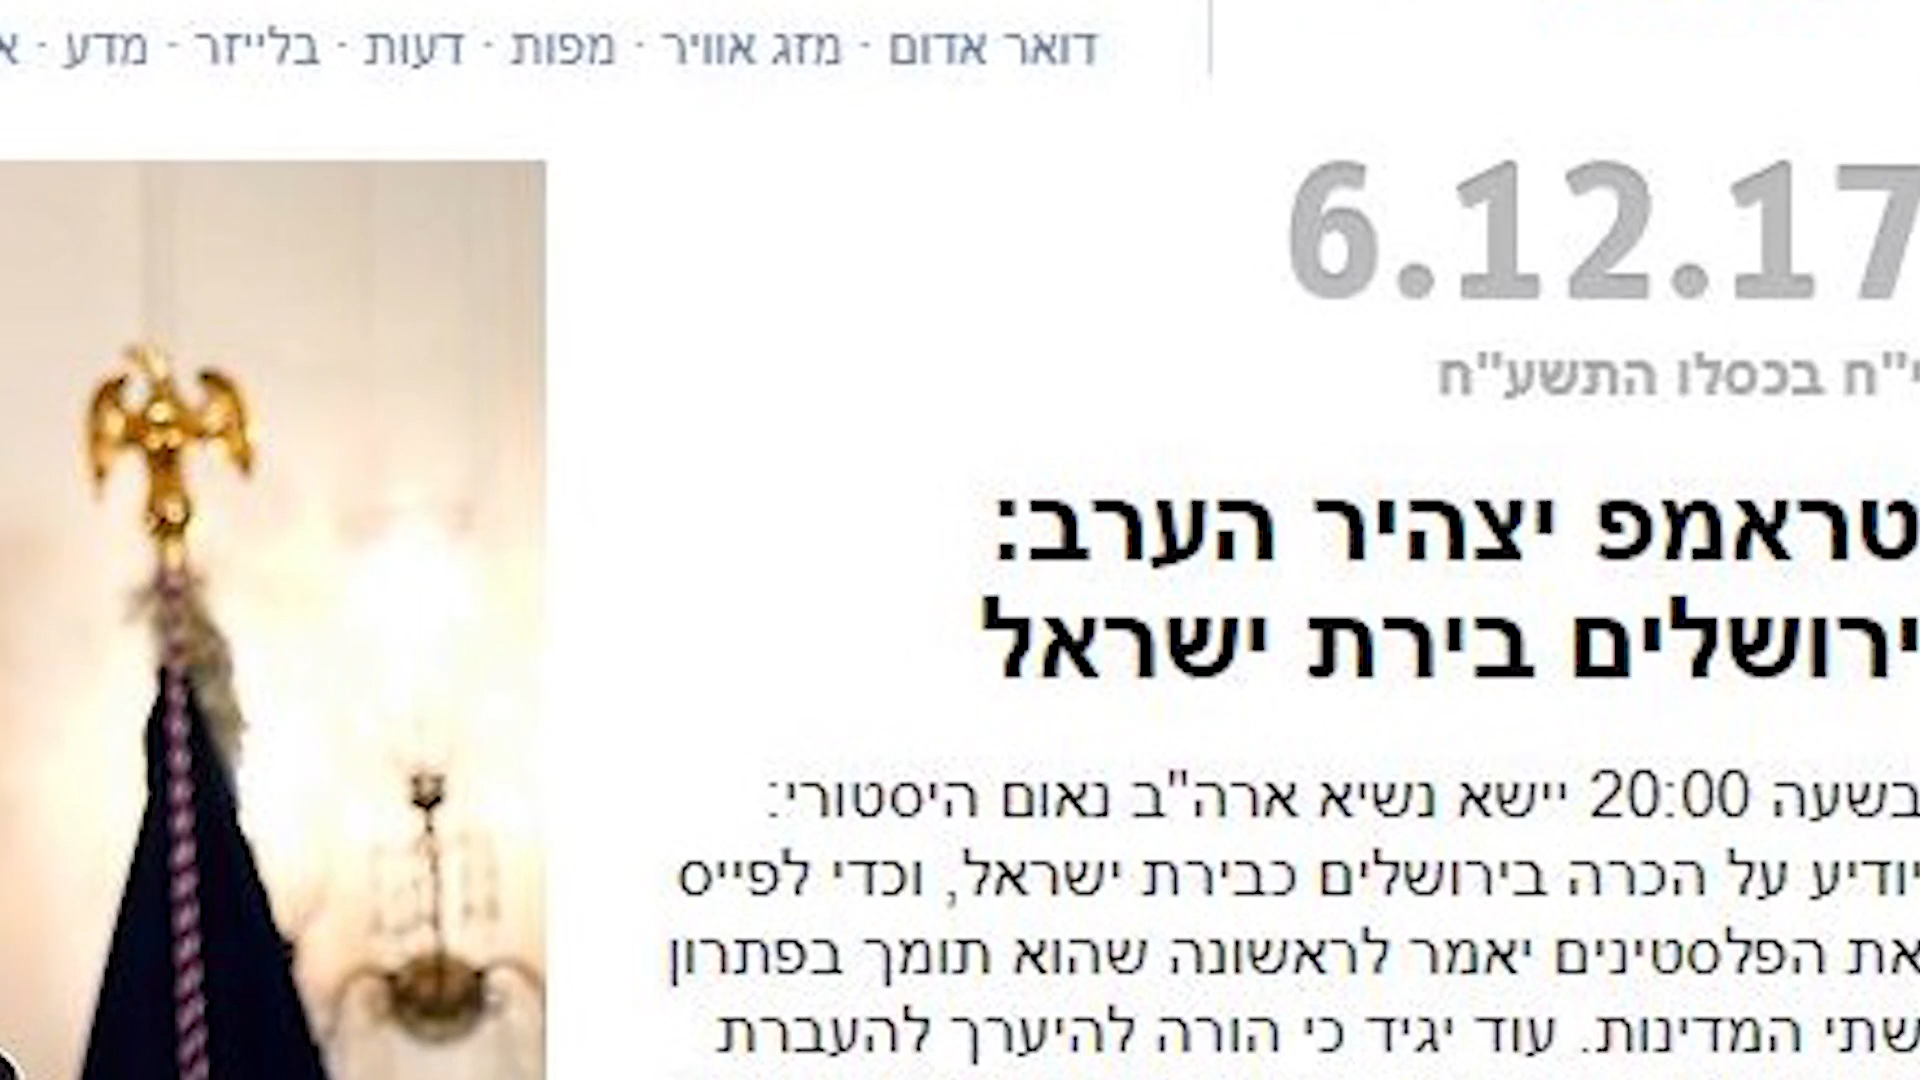 דואר אדום · מזג אוויר · מפות · דעות · בלייזר · מדע ·
6.12.17
י"ח בכסלו התשע"ח
טראמפ יצהיר הערב:
ירושלים בירת ישראל
בשעה 20:00 יישא נשיא ארה"ב נאום היסטורי:
יודיע על הכרה בירושלים כבירת ישראל, וכדי לפייס
את הפלסטינים יאמר לראשונה שהוא תומך בפתרון
שתי המדינות. עוד יגיד כי הורה להיערך להעברת